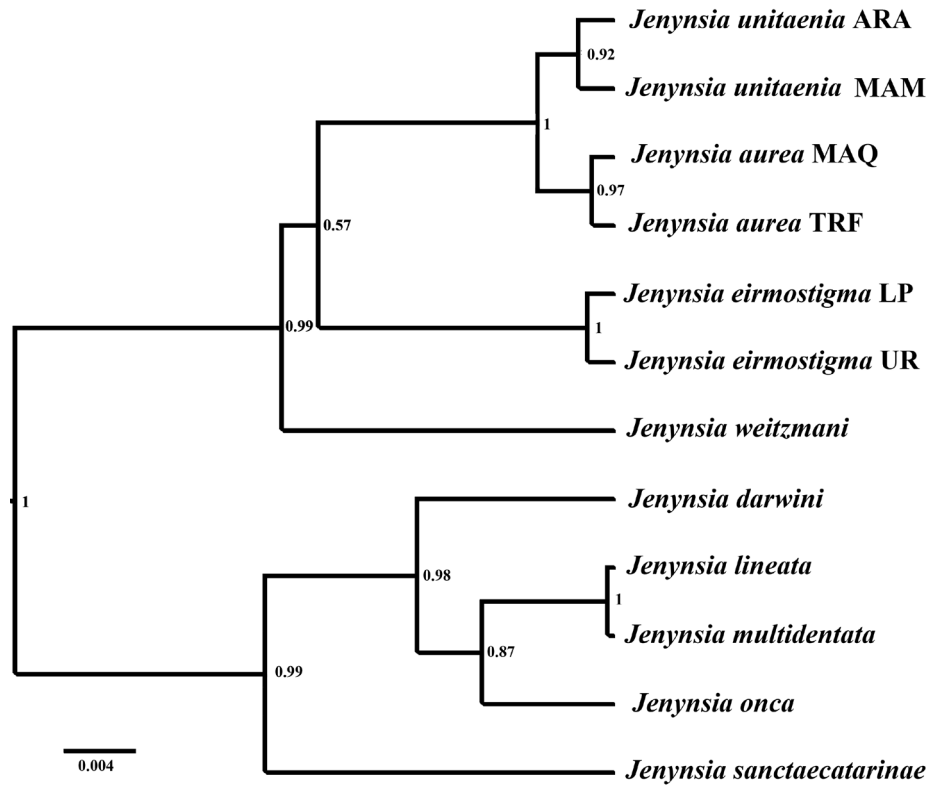 Jenynsia unitaenia ARA
0.92
Jenynsia unitaenia MAM
1
Jenynsia aurea MAQ
0.97
Jenynsia aurea TRF
0.57
Jenynsia eirmostigma LP
0.99
1
Jenynsia eirmostigma UR
Jenynsia weitzmani
1
Jenynsia darwini
Jenynsia lineata
0.98
1
Jenynsia multidentata
0.87
0.99
Jenynsia onca
0.004
Jenynsia sanctaecatarinae